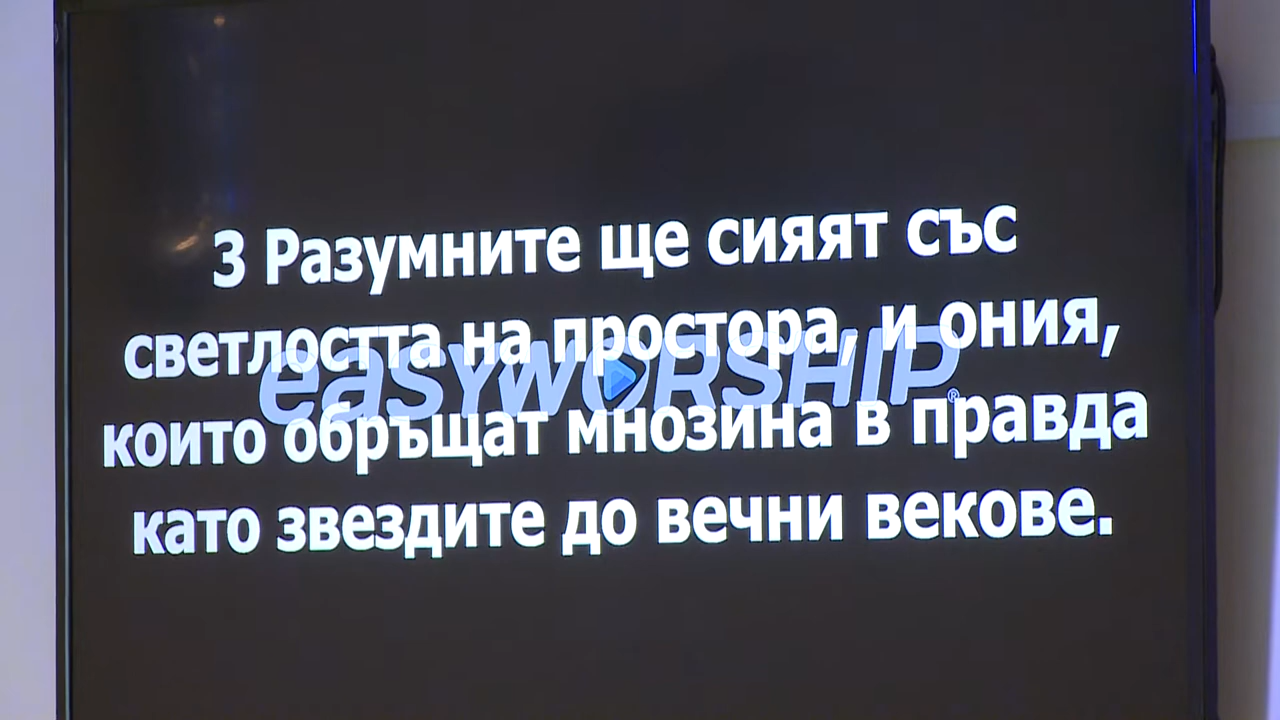 3 Разумните ще сияят със
светлостта на простора, и ония,
easyWORSHIP®
които обръщат мнозина в правда
като звездите до вечни векове.